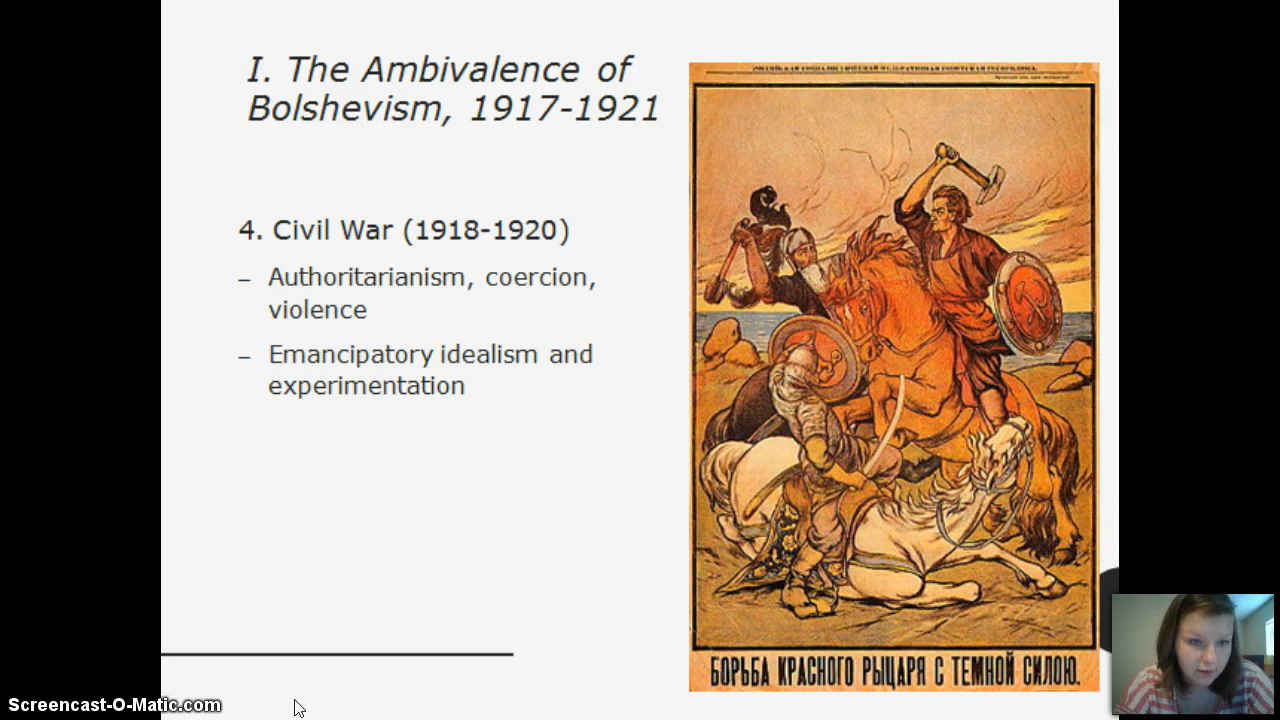 I. The Ambivalence of
Bolshevism, 1917-1921
4. Civil War (1918-1920)
– Authoritarianism, coercion,
violence
– Emancipatory idealism and
experimentation
БОРЬБА КРАСНОГО РЫЦАРЯ С ТЕМНОЙ СИЛОЮ.
Screencast-O-Matic.com